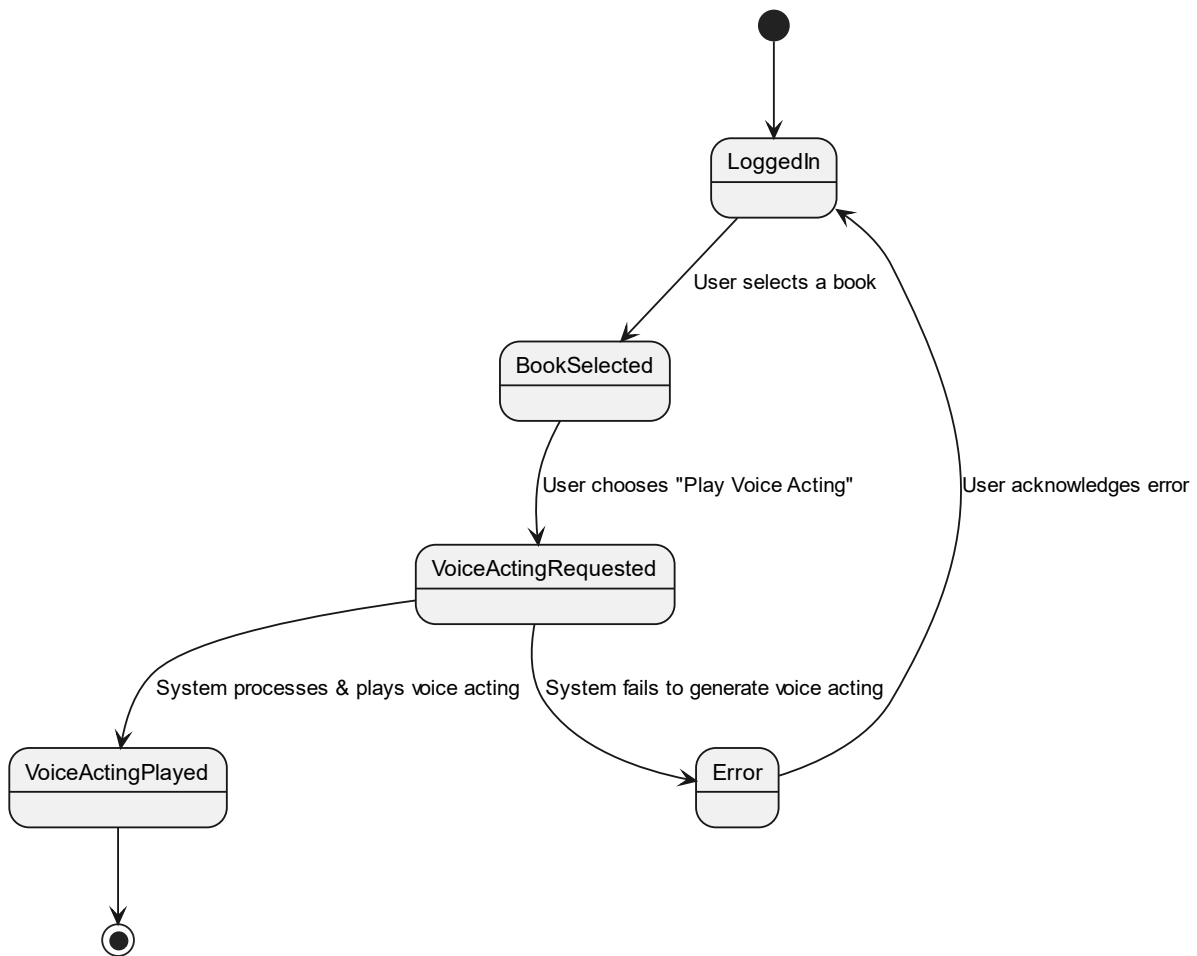 LoggedIn
User selects a book
BookSelected
User chooses "Play Voice Acting"
User acknowledges error
VoiceActingRequested
System processes & plays voice acting
System fails to generate voice acting
VoiceActingPlayed
Error